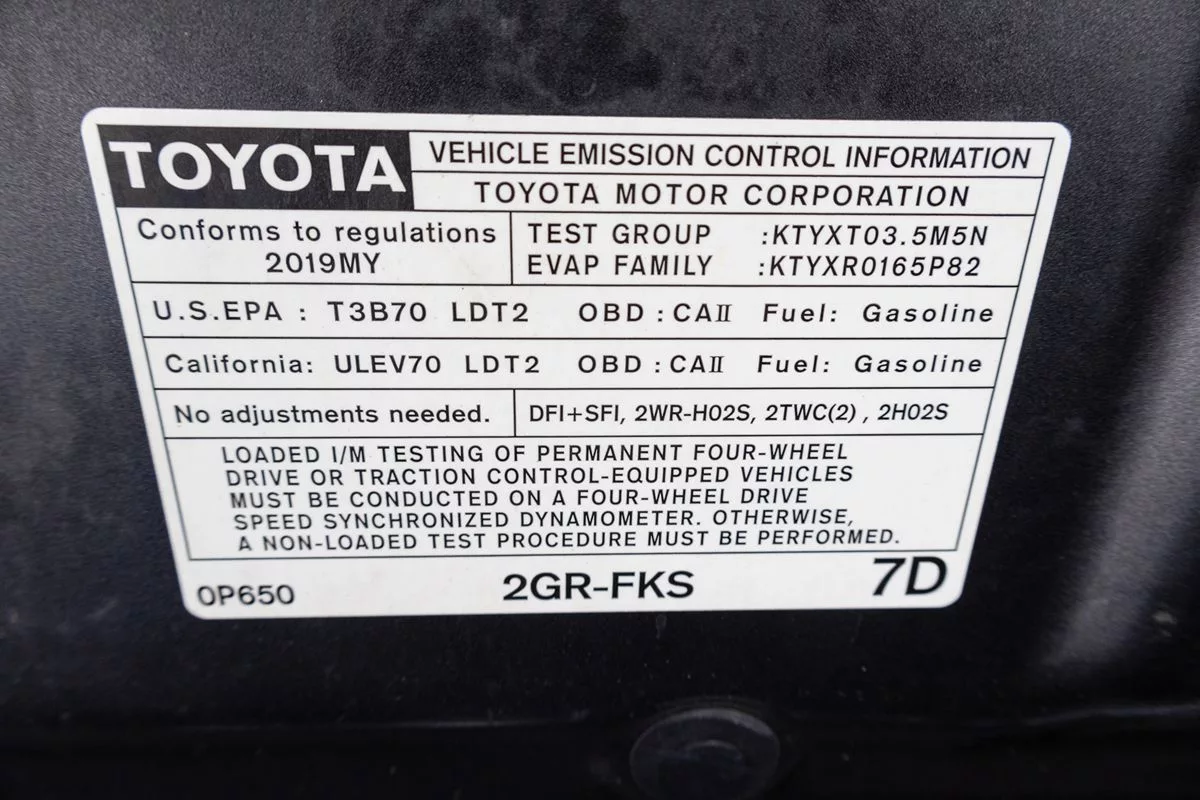 TOYOTA
VEHICLE EMISSION CONTROL INFORMATION
TOYOTA MOTOR CORPORATION
Conforms to regulations
2019MY
TEST GROUP :KTYXT03.5M5N
EVAP FAMILY :KTYXR0165P82
U.S.EPA : T3B70 LDT2 OBD : CAⅡ Fuel: Gasoline
California: ULEV70 LDT2 OBD : CAⅡ Fuel: Gasoline
No adjustments needed.
DFI+SFI, 2WR-HO2S, 2TWC(2) , 2HO2S
LOADED I/M TESTING OF PERMANENT FOUR-WHEEL
DRIVE OR TRACTION CONTROL-EQUIPPED VEHICLES
MUST BE CONDUCTED ON A FOUR-WHEEL DRIVE
SPEED SYNCHRONIZED DYNAMOMETER. OTHERWISE,
A NON-LOADED TEST PROCEDURE MUST BE PERFORMED.
0P650
2GR-FKS
7D